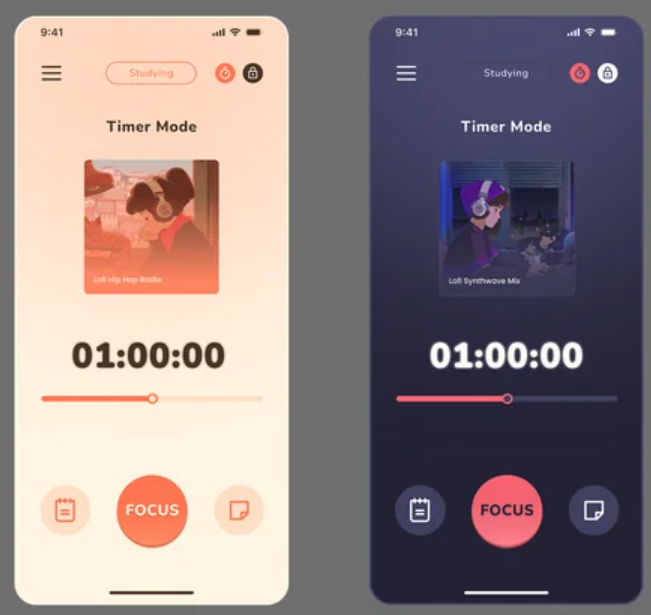 9:41
Studying
Timer Mode
Lofi Hip Hop Radio
01:00:00
FOCUS
9:41
Studying
Timer Mode
Lofi Synthwave Mix
01:00:00
FOCUS